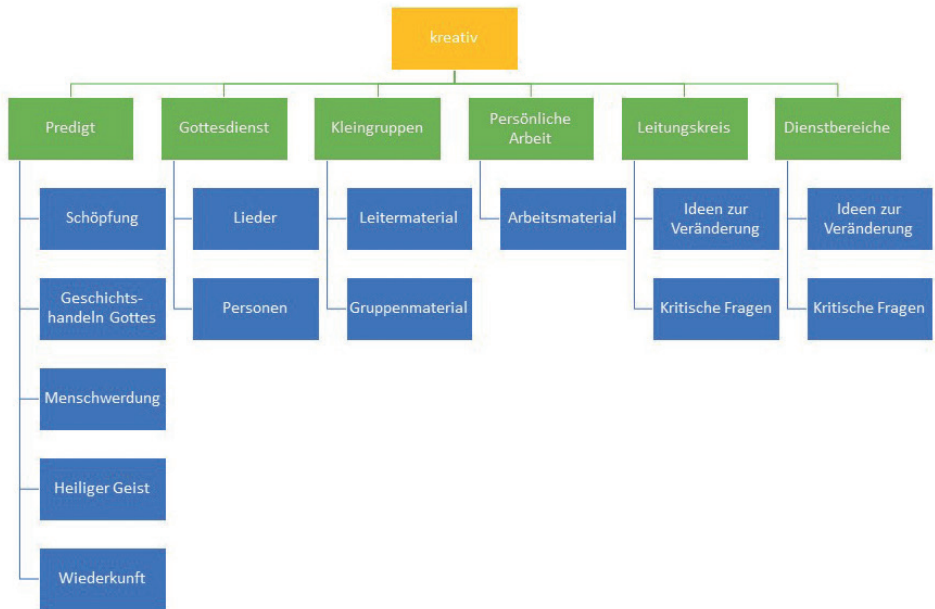 kreativ
Predigt
Gottesdienst
Kleingruppen
Persönliche
Arbeit
Leitungskreis
Dienstbereiche
Schöpfung
Geschichts-
handeln Gottes
Menschwerdung
Heiliger Geist
Wiederkunft
Lieder
Personen
Leitermaterial
Gruppenmaterial
Arbeitsmaterial
Ideen zur
Veränderung
Kritische Fragen
Ideen zur
Veränderung
Kritische Fragen